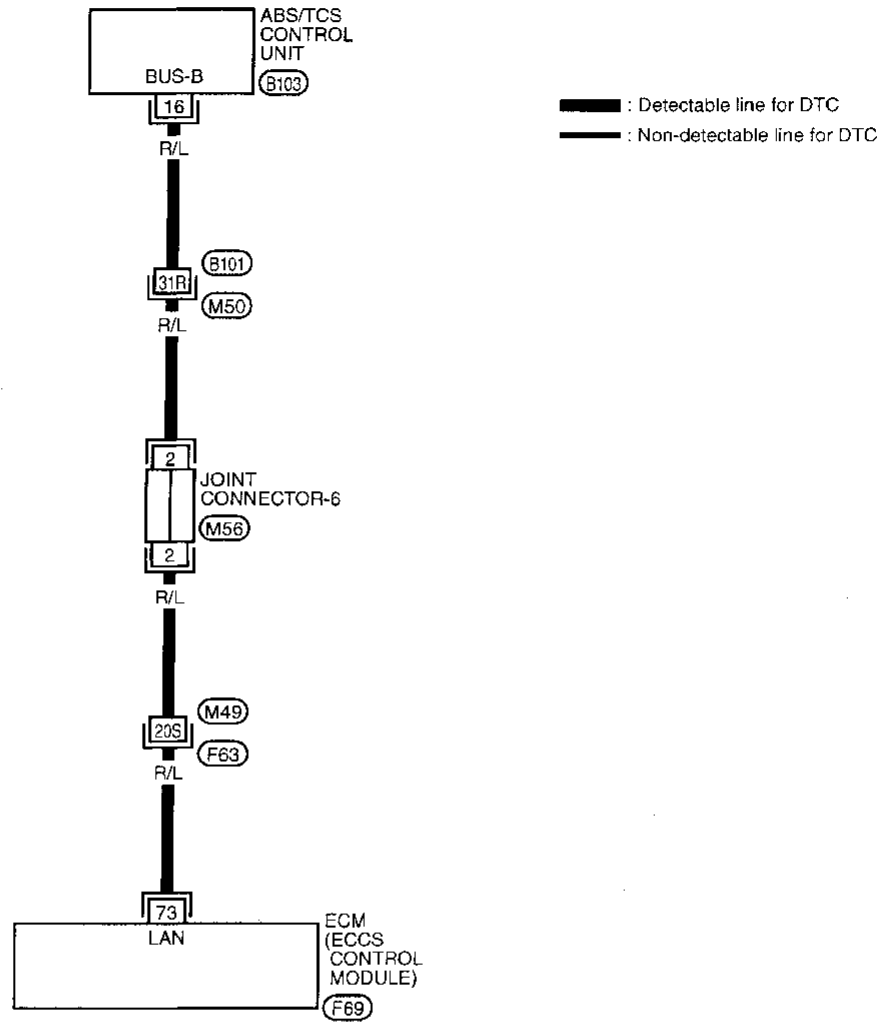 ABS/TCS
CONTROL
UNIT
BUS-B
B103
16
R/L
: Detectable line for DTC
: Non-detectable line for DTC
B101
31R
M50
R/L
2
JOINT
CONNECTOR-6
M56
2
R/L
M49
20S
F63
R/L
73
LAN
ECM
(ECCS
CONTROL
MODULE)
F69